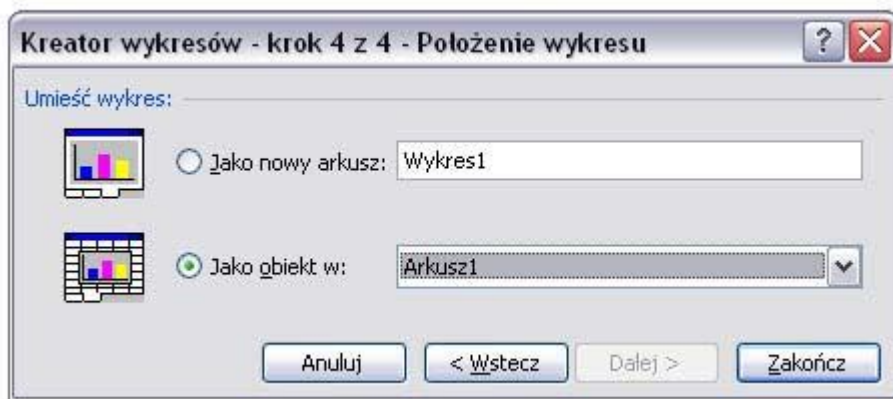 Kreator wykresów - krok 4 z 4 - Położenie wykresu
Umieść wykres:
Jako nowy arkusz: Wykres1
Jako obiekt w: Arkusz1
Anuluj < Wstecz Dalej > Zakończ